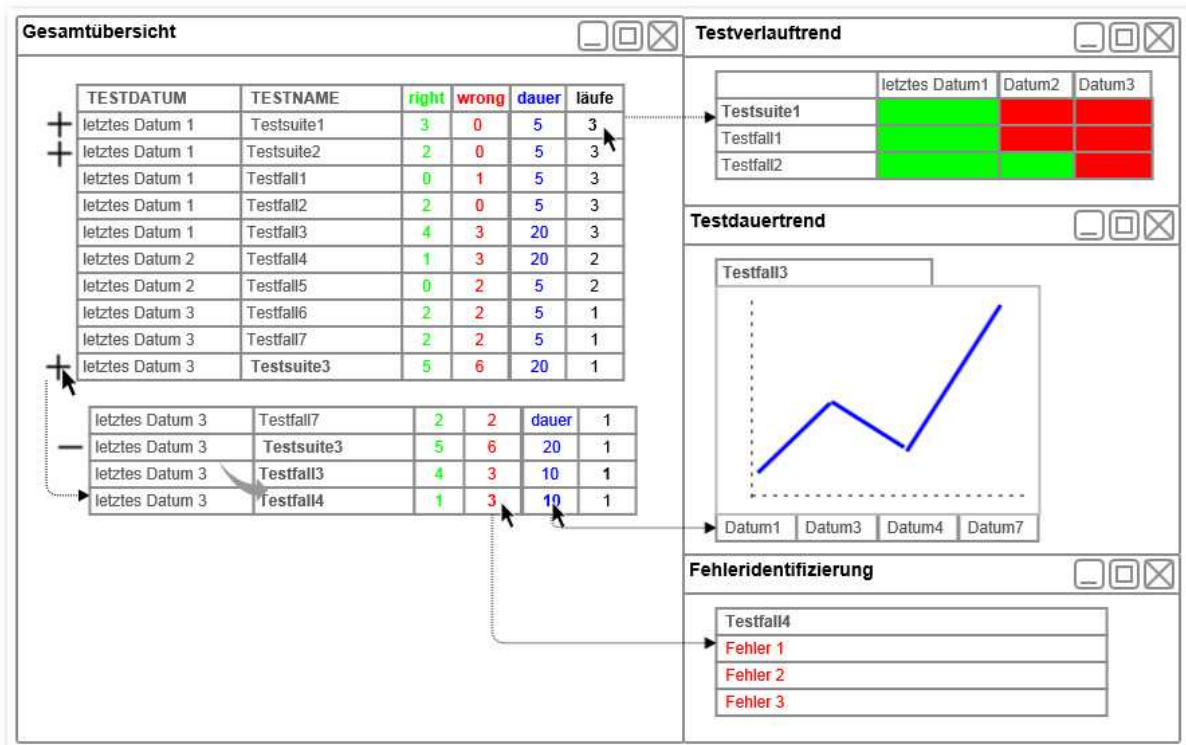 Gesamtübersicht
TESTDATUM TESTNAME right wrong dauer läufe
letztes Datum 1 Testsuite1 3 0 5 3
letztes Datum 1 Testsuite2 2 0 5 3
letztes Datum 1 Testfall1 0 1 5 3
letztes Datum 1 Testfall2 2 0 5 3
letztes Datum 1 Testfall3 4 3 20 3
letztes Datum 2 Testfall4 1 3 20 2
letztes Datum 2 Testfall5 0 2 5 2
letztes Datum 3 Testfall6 2 2 5 1
letztes Datum 3 Testfall7 2 2 5 1
letztes Datum 3 Testsuite3 5 6 20 1
letztes Datum 3 Testfall7 2 2 dauer 1
letztes Datum 3 Testsuite3 5 6 20 1
letztes Datum 3 Testfall3 4 3 10 1
letztes Datum 3 Testfall4 1 3 10 1
Testverlauftrend
letztes Datum1 Datum2 Datum3
Testsuite1
Testfall1
Testfall2
Testdauertrend
Testfall3
Datum1 Datum3 Datum4 Datum7
Fehleridentifizierung
Testfall4
Fehler 1
Fehler 2
Fehler 3